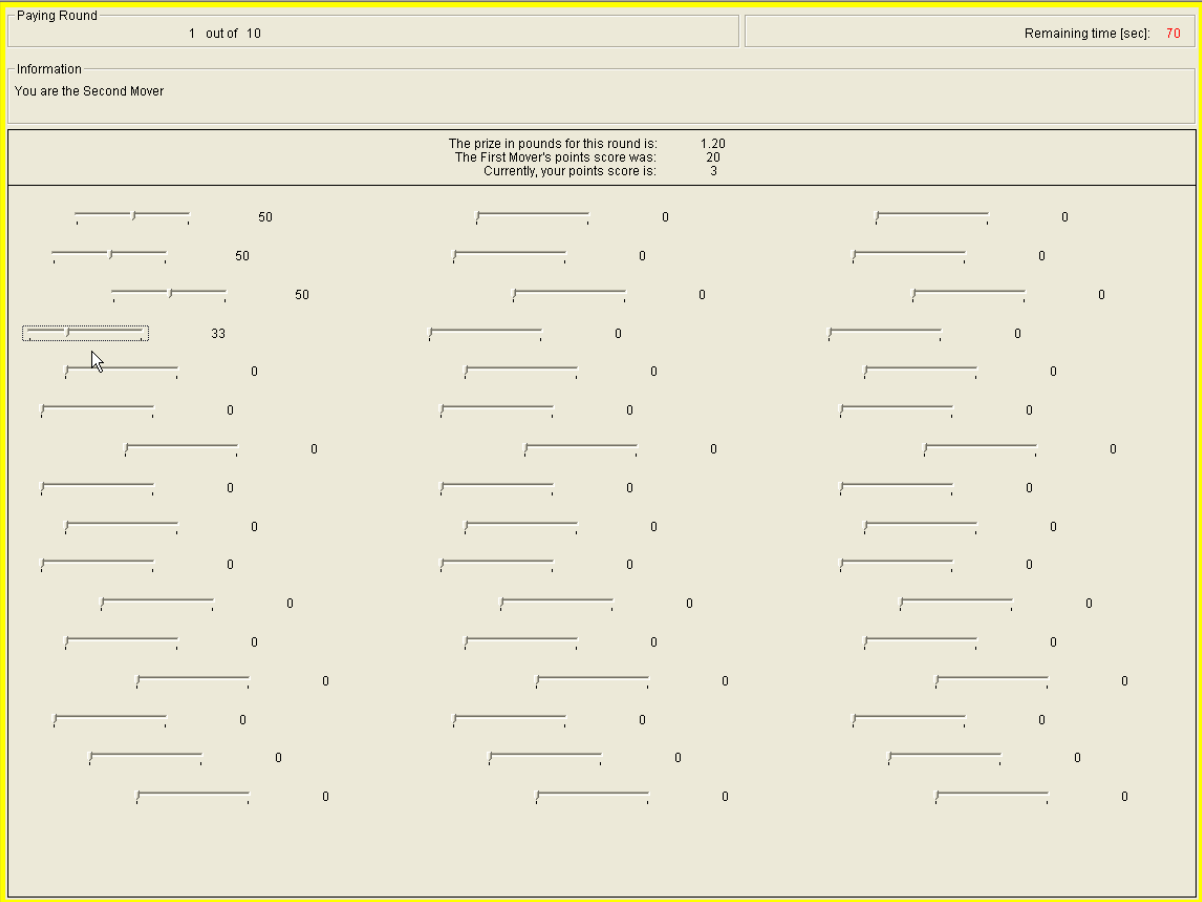 Paying Round
1 out of 10
Remaining time [sec]: 70
Information
You are the Second Mover
The prize in pounds for this round is: 1.20
The First Mover's points score was: 20
Currently, your points score is: 3
50 0 0
50 0 0
50 0 0
33 0 0
0 0 0
0 0 0
0 0 0
0 0 0
0 0 0
0 0 0
0 0 0
0 0 0
0 0 0
0 0 0
0 0 0
0 0 0